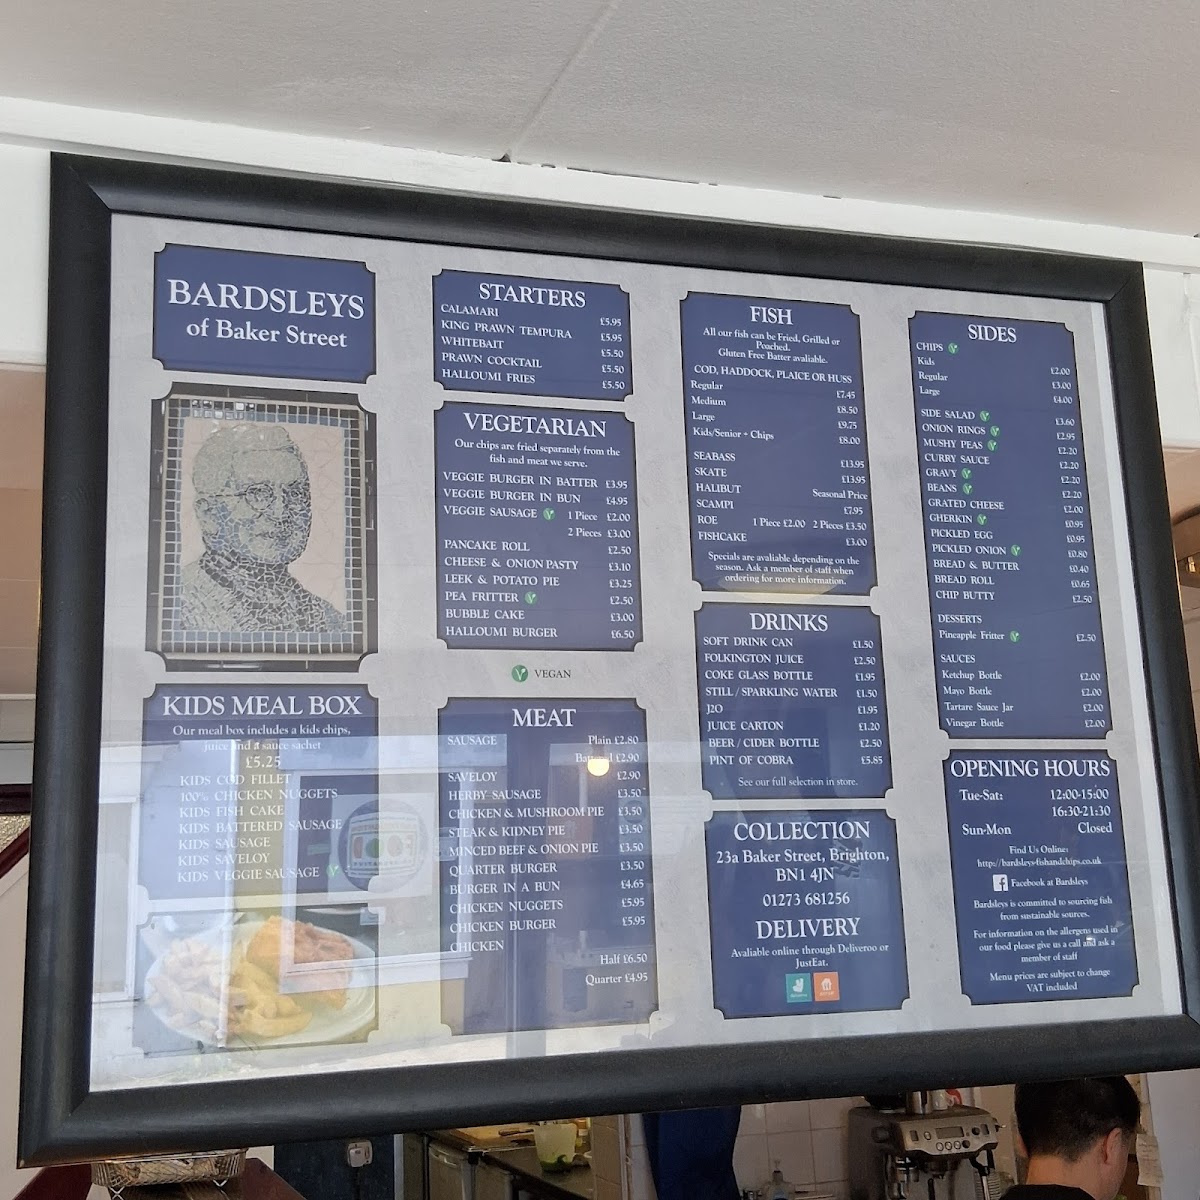 BARDSLEYS
of Baker Street
KIDS MEAL BOX
Our meal box includes a kids chips,
juice and a sauce sachet
£5.25
KIDS COD FILLET
100% CHICKEN NUGGETS
KIDS FISH CAKE
KIDS BATTERED SAUSAGE
KIDS SAUSAGE
KIDS SAVELOY
KIDS VEGGIE SAUSAGE
STARTERS
CALAMARI £5.95
KING PRAWN TEMPURA £5.95
WHITEBAIT £5.50
PRAWN COCKTAIL £5.50
HALLOUMI FRIES £5.50
VEGETARIAN
Our chips are fried separately from the
fish and meat we serve.
VEGGIE BURGER IN BATTER £3.95
VEGGIE BURGER IN BUN £4.95
VEGGIE SAUSAGE V 1 Piece £2.00
2 Pieces £3.00
PANCAKE ROLL £2.50
CHEESE & ONION PASTY £3.10
LEEK & POTATO PIE £3.25
PEA FRITTER V £2.50
BUBBLE CAKE £3.00
HALLOUMI BURGER £6.50
V VEGAN
MEAT
SAUSAGE Plain £2.80
£2.90
SAVELOY £2.90
HERBY SAUSAGE £3.50
CHICKEN & MUSHROOM PIE £3.50
STEAK & KIDNEY PIE £3.50
MINCED BEEF & ONION PIE £3.50
QUARTER BURGER £3.50
BURGER IN A BUN £4.65
CHICKEN NUGGETS £5.95
CHICKEN BURGER £5.95
CHICKEN
Half £6.50
Quarter £4.95
FISH
All our fish can be Fried, Grilled or
Poached.
Gluten Free Batter avaliable.
COD, HADDOCK, PLAICE OR HUSS
Regular £7.45
Medium £8.50
Large £9.75
Kids/Senior + Chips £8.00
SEABASS £13.95
SKATE £13.95
HALIBUT Seasonal Price
SCAMPI £7.95
ROE 1 Piece £2.00 2 Pieces £3.50
FISHCAKE £3.00
Specials are avaliable depending on the
season. Ask a member of staff when
ordering for more information.
DRINKS
SOFT DRINK CAN £1.50
FOLKINGTON JUICE £2.50
COKE GLASS BOTTLE £1.95
STILL / SPARKLING WATER £1.50
J2O £1.95
JUICE CARTON £1.20
BEER / CIDER BOTTLE £2.50
PINT OF COBRA £5.85
See our full selection in store.
COLLECTION
23a Baker Street, Brighton,
BN1 4JN
01273 681256
DELIVERY
Avaliable online through Deliveroo or
JustEat.
SIDES
CHIPS V
Kids £2.00
Regular £3.00
Large £4.00
SIDE SALAD V £3.60
ONION RINGS V £2.95
MUSHY PEAS V £2.20
CURRY SAUCE £2.20
GRAVY V £2.20
BEANS V £2.20
GRATED CHEESE £2.00
GHERKIN V £0.95
PICKLED EGG £0.95
PICKLED ONION V £0.80
BREAD & BUTTER £0.40
BREAD ROLL £0.65
CHIP BUTTY £2.50
DESSERTS
Pineapple Fritter V £2.50
SAUCES
Ketchup Bottle £2.00
Mayo Bottle £2.00
Tartare Sauce Jar £2.00
Vinegar Bottle £2.00
OPENING HOURS
Tue-Sat: 12:00-15:00
16:30-21:30
Sun-Mon Closed
Find Us Online:
http://bardsleys-fishandchips.co.uk
f Facebook at Bardsleys
Bardsleys is committed to sourcing fish
from sustainable sources.
For information on the allergens used in
our food please give us a call and ask a
member of staff
Menu prices are subject to change
VAT included